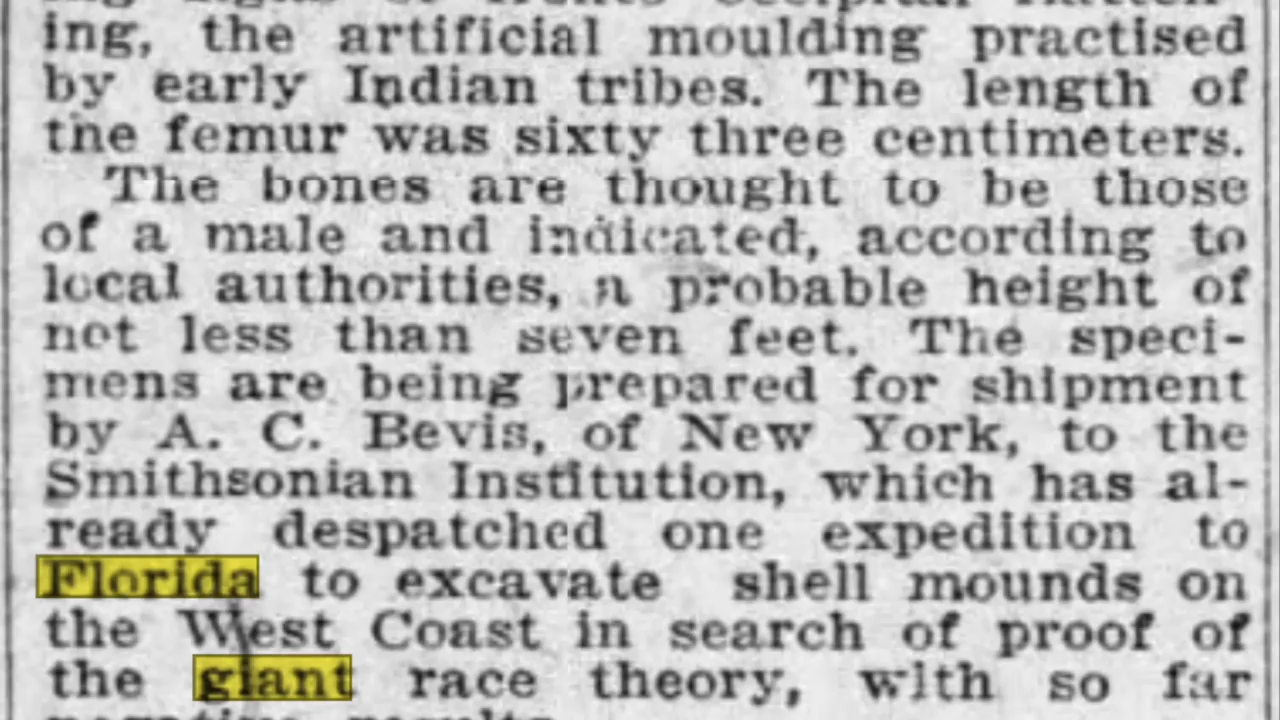 ing, the artificial moulding practised
by early Indian tribes. The length of
the femur was sixty three centimeters.
The bones are thought to be those
of a male and indicated, according to
local authorities, a probable height of
not less than seven feet. The speci-
mens are being prepared for shipment
by A. C. Bevis, of New York, to the
Smithsonian Institution, which has al-
ready despatched one expedition to
Florida to excavate shell mounds on
the West Coast in search of proof of
the giant race theory, with so far